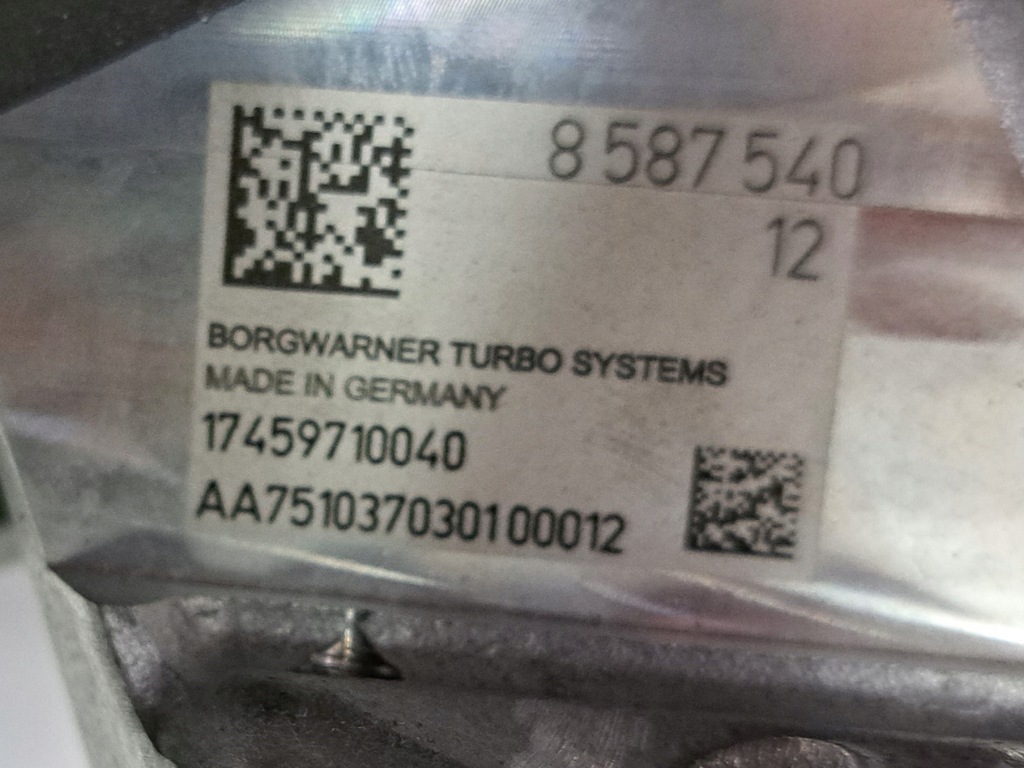 8 587 540
12
BORGWARNER TURBO SYSTEMS
MADE IN GERMANY
17459710040
AA751037030100012